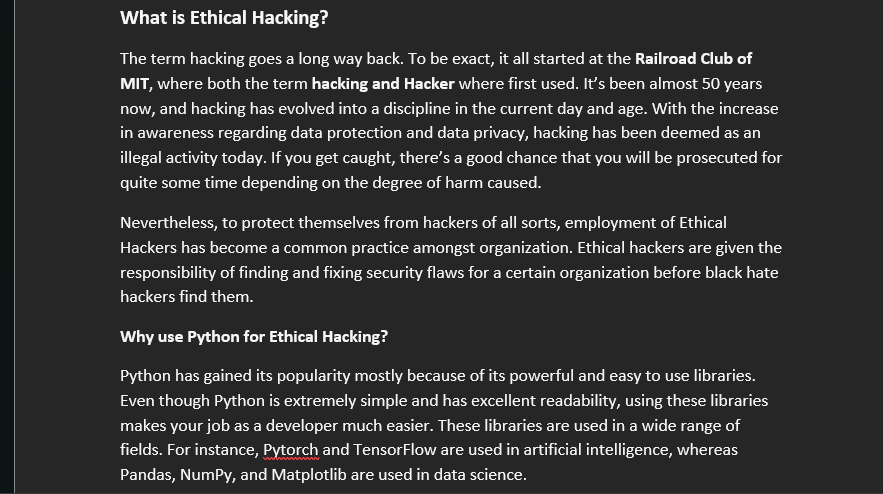 What is Ethical Hacking?
The term hacking goes a long way back. To be exact, it all started at the Railroad Club of
MIT, where both the term hacking and Hacker where first used. It's been almost 50 years
now, and hacking has evolved into a discipline in the current day and age. With the increase
in awareness regarding data protection and data privacy, hacking has been deemed as an
illegal activity today. If you get caught, there's a good chance that you will be prosecuted for
quite some time depending on the degree of harm caused.
Nevertheless, to protect themselves from hackers of all sorts, employment of Ethical
Hackers has become a common practice amongst organization. Ethical hackers are given the
responsibility of finding and fixing security flaws for a certain organization before black hate
hackers find them.
Why use Python for Ethical Hacking?
Python has gained its popularity mostly because of its powerful and easy to use libraries.
Even though Python is extremely simple and has excellent readability, using these libraries
makes your job as a developer much easier. These libraries are used in a wide range of
fields. For instance, Pytorch and TensorFlow are used in artificial intelligence, whereas
Pandas, NumPy, and Matplotlib are used in data science.